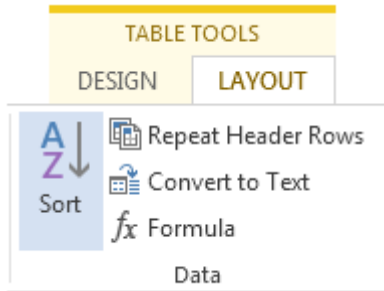 TABLE TOOLS
DESIGN LAYOUT
A
Z
Sort
Repeat Header Rows
Convert to Text
fx Formula
Data